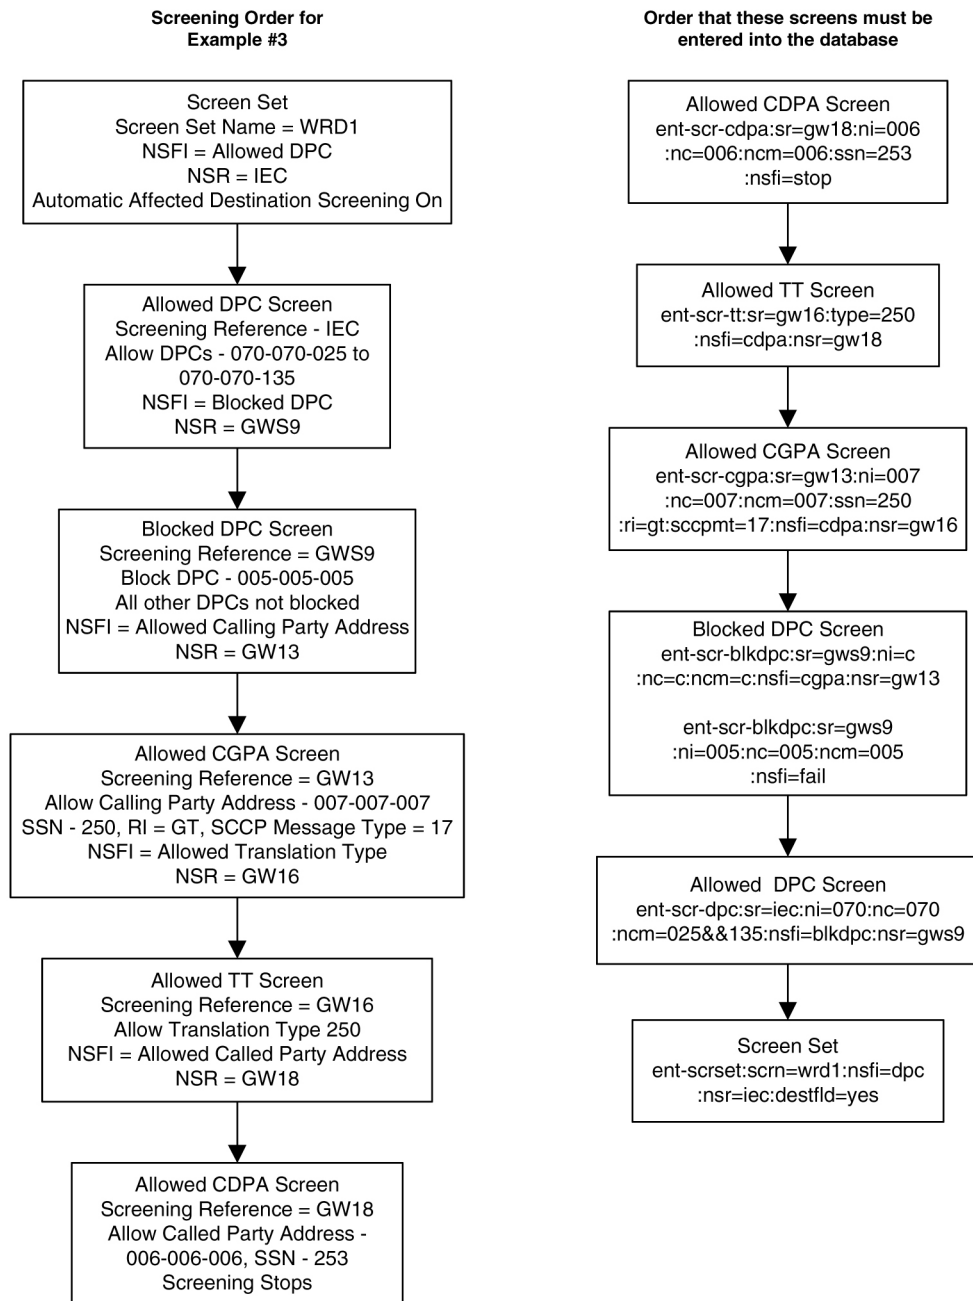 Screening Order for
Example #3
Screen Set
Screen Set Name = WRD1
NSFI = Allowed DPC
NSR = IEC
Automatic Affected Destination Screening On
Allowed DPC Screen
Screening Reference - IEC
Allow DPCs - 070-070-025 to
070-070-135
NSFI = Blocked DPC
NSR = GWS9
Blocked DPC Screen
Screening Reference = GWS9
Block DPC - 005-005-005
All other DPCs not blocked
NSFI = Allowed Calling Party Address
NSR = GW13
Allowed CGPA Screen
Screening Reference = GW13
Allow Calling Party Address - 007-007-007
SSN - 250, RI = GT, SCCP Message Type = 17
NSFI = Allowed Translation Type
NSR = GW16
Allowed TT Screen
Screening Reference = GW16
Allow Translation Type 250
NSFI = Allowed Called Party Address
NSR = GW18
Allowed CDPA Screen
Screening Reference = GW18
Allow Called Party Address -
006-006-006, SSN - 253
Screening Stops
Order that these screens must be
entered into the database
Allowed CDPA Screen
ent-scr-cdpa:sr=gw18:ni=006
:nc=006:ncm=006:ssn=253
:nsfi=stop
Allowed TT Screen
ent-scr-tt:sr=gw16:type=250
:nsfi=cdpa:nsr=gw18
Allowed CGPA Screen
ent-scr-cgpa:sr=gw13:ni=007
:nc=007:ncm=007:ssn=250
:ri=gt:sccpmt=17:nsfi=cdpa:nsr=gw16
Blocked DPC Screen
ent-scr-blkdpc:sr=gws9:ni=c
:nc=c:ncm=c:nsfi=cgpa:nsr=gw13
ent-scr-blkdpc:sr=gws9
:ni=005:nc=005:ncm=005
:nsfi=fail
Allowed DPC Screen
ent-scr-dpc:sr=iec:ni=070:nc=070
:ncm=025&&135:nsfi=blkdpc:nsr=gws9
Screen Set
ent-scrset:scrn=wrd1:nsfi=dpc
:nsr=iec:destfld=yes